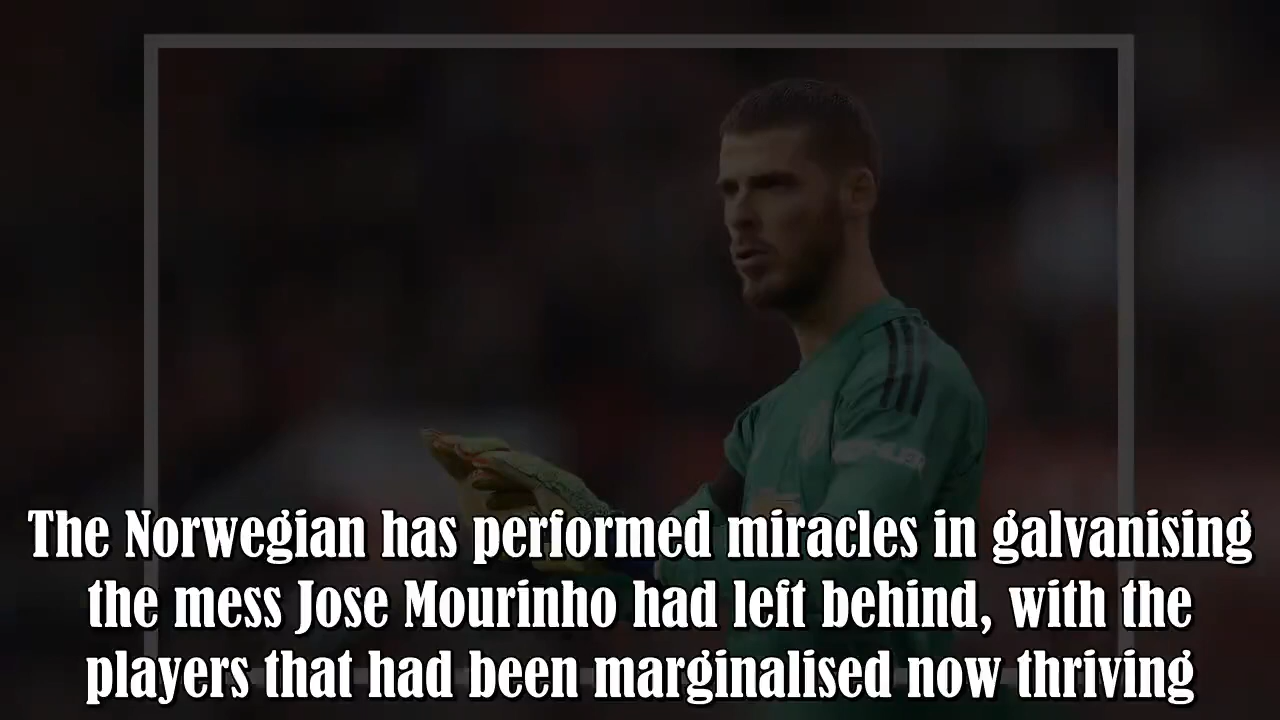 The Norwegian has performed miracles in galvanising
the mess Jose Mourinho had left behind, with the
players that had been marginalised now thriving